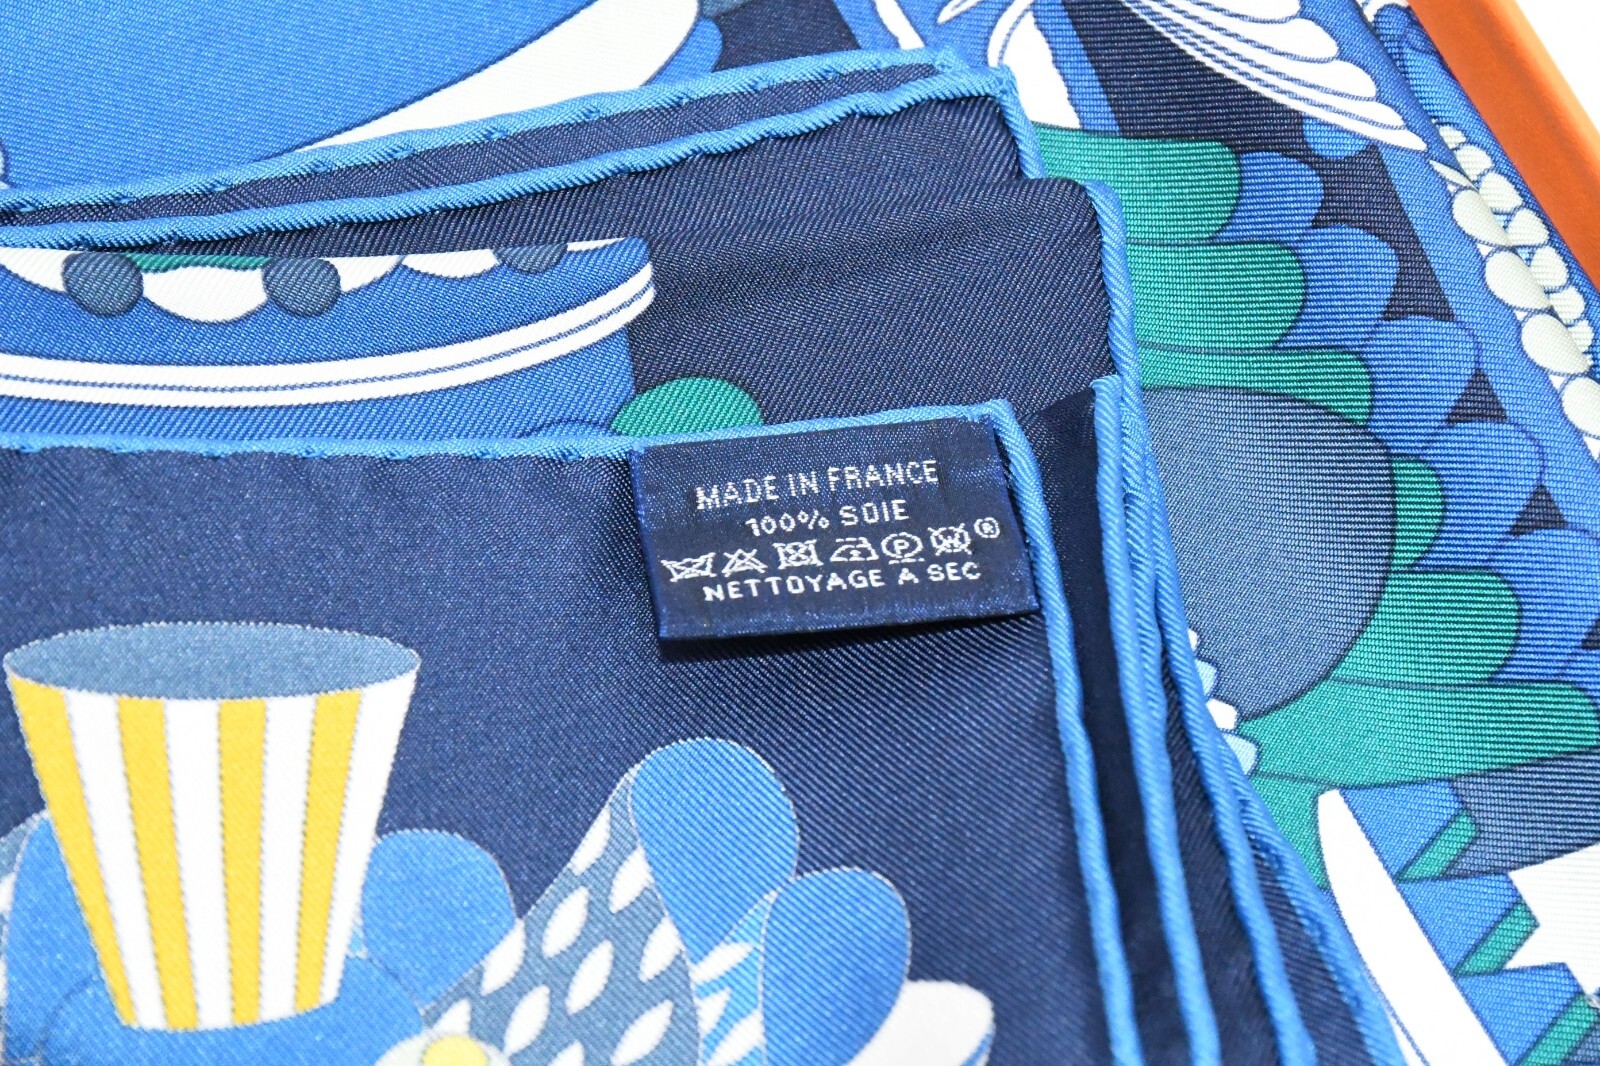 MADE IN FRANCE
100% SOIE
P W ®
NETTOYAGE A SEC